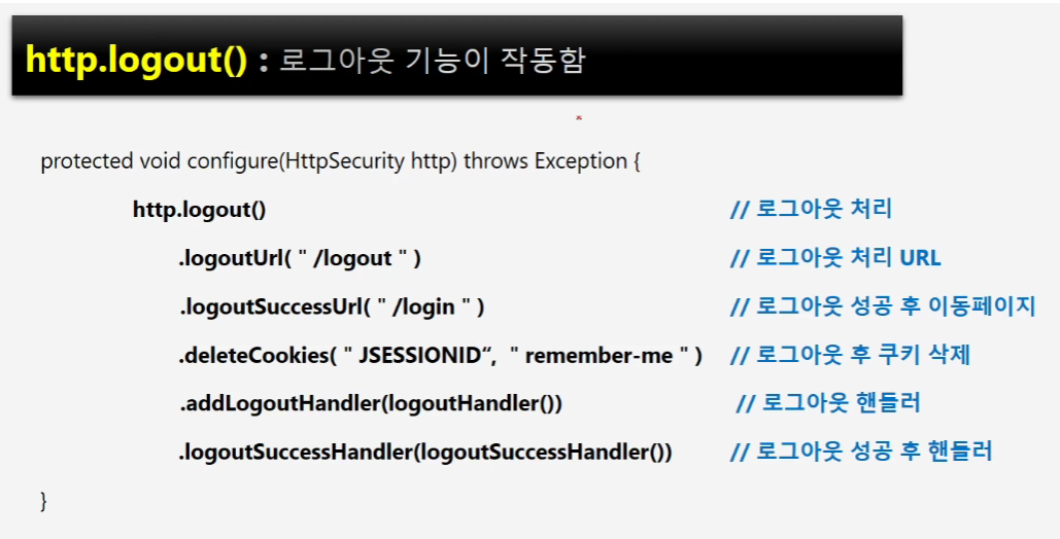 http.logout() : 로그아웃 기능이 작동함
protected void configure(HttpSecurity http) throws Exception {
http.logout() // 로그아웃 처리
.logoutUrl( " /logout " ) // 로그아웃 처리 URL
.logoutSuccessUrl( " /login " ) // 로그아웃 성공 후 이동페이지
.deleteCookies( " JSESSIONID“, " remember-me " ) // 로그아웃 후 쿠키 삭제
.addLogoutHandler(logoutHandler()) // 로그아웃 핸들러
.logoutSuccessHandler(logoutSuccessHandler()) // 로그아웃 성공 후 핸들러
}